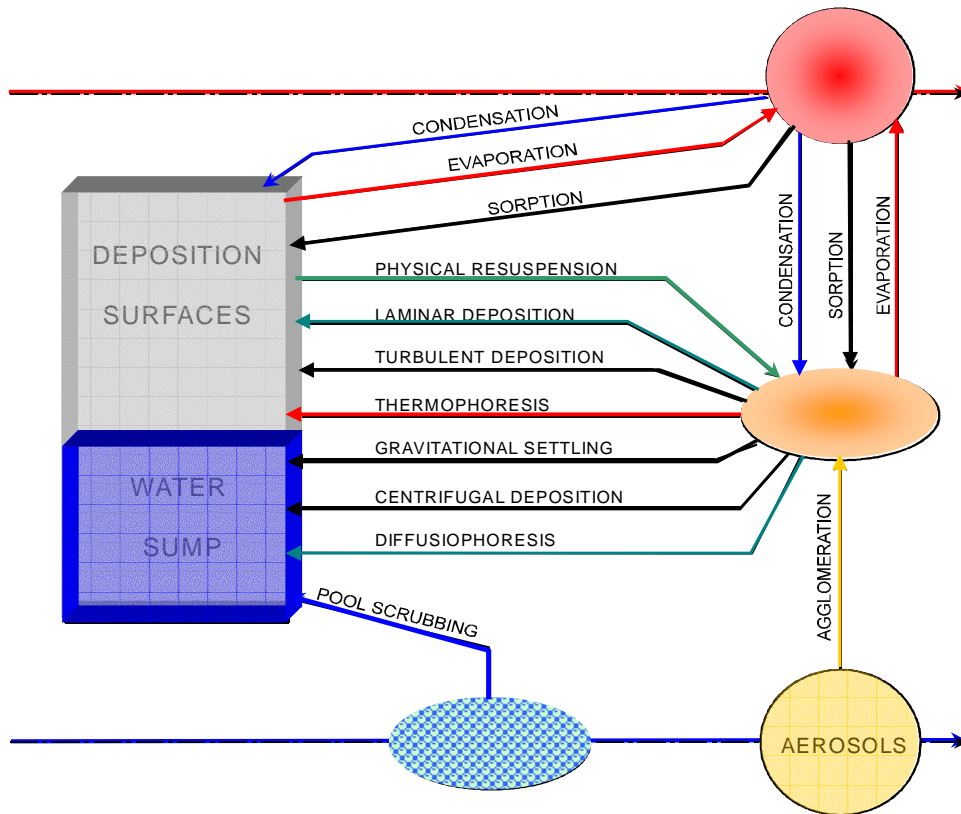 CONDENSATION
EVAPORATION
SORPTION
CONDENSATION
SORPTION
EVAPORATION
DEPOSITION
SURFACES
PHYSICAL RESUSPENSION
LAMINAR DEPOSITION
TURBULENT DEPOSITION
THERMOPHORESIS
GRAVITATIONAL SETTLING
WATER
SUMP
CENTRIFUGAL DEPOSITION
DIFFUSIOPHORESIS
POOL SCRUBBING
AGGLOMERATION
AEROSOLS